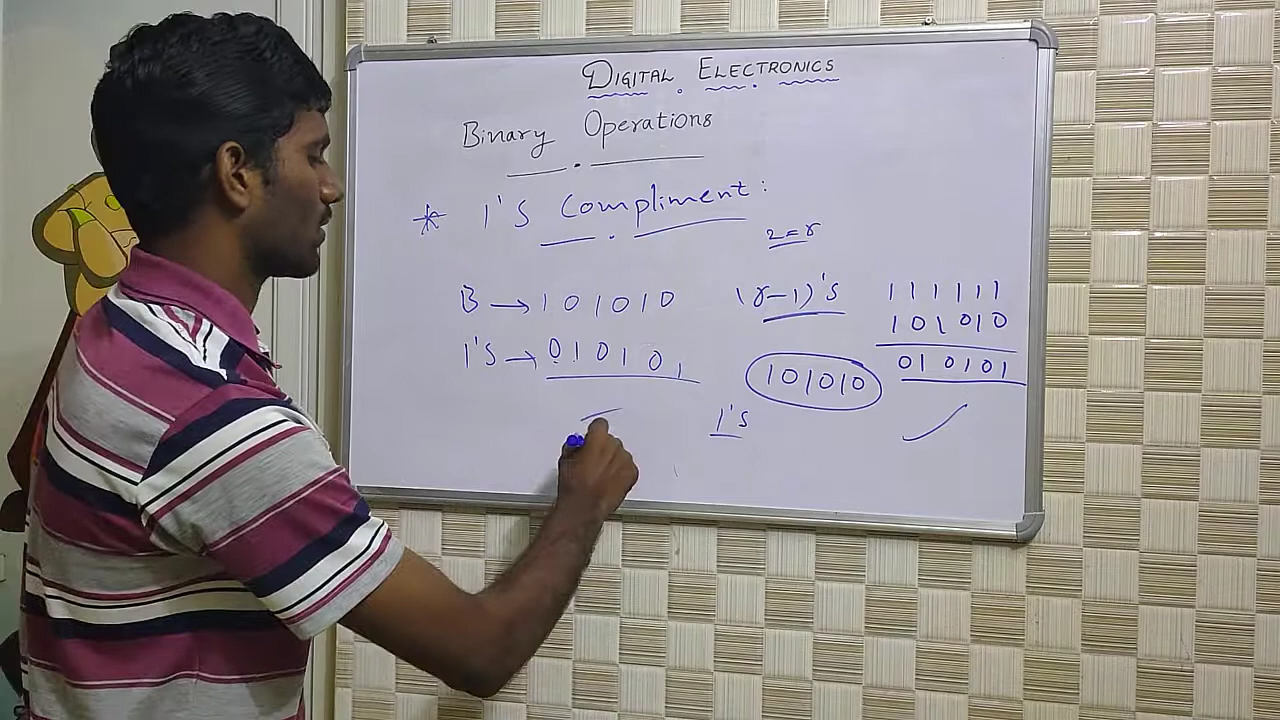 DIGITAL ELECTRONICS
Binary Operations
* 1'S Compliment:
2=r
B → 101010
(r-1)'s
111111
101010
1'S → 010101
010101
101010
1's